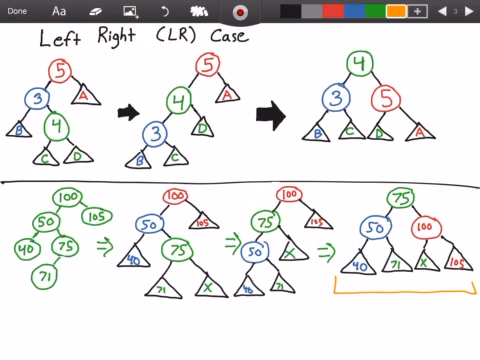 Done Aa 3
Left Right (LR) Case
5 5 4
3 A 4 A 3 5
B 4 3 D B C D A
C D B C
100 100 100 75
50 105 50 105 75 105 50 100
40 75 40 75 50 X 40 71 X 105
71 71 X 40 71